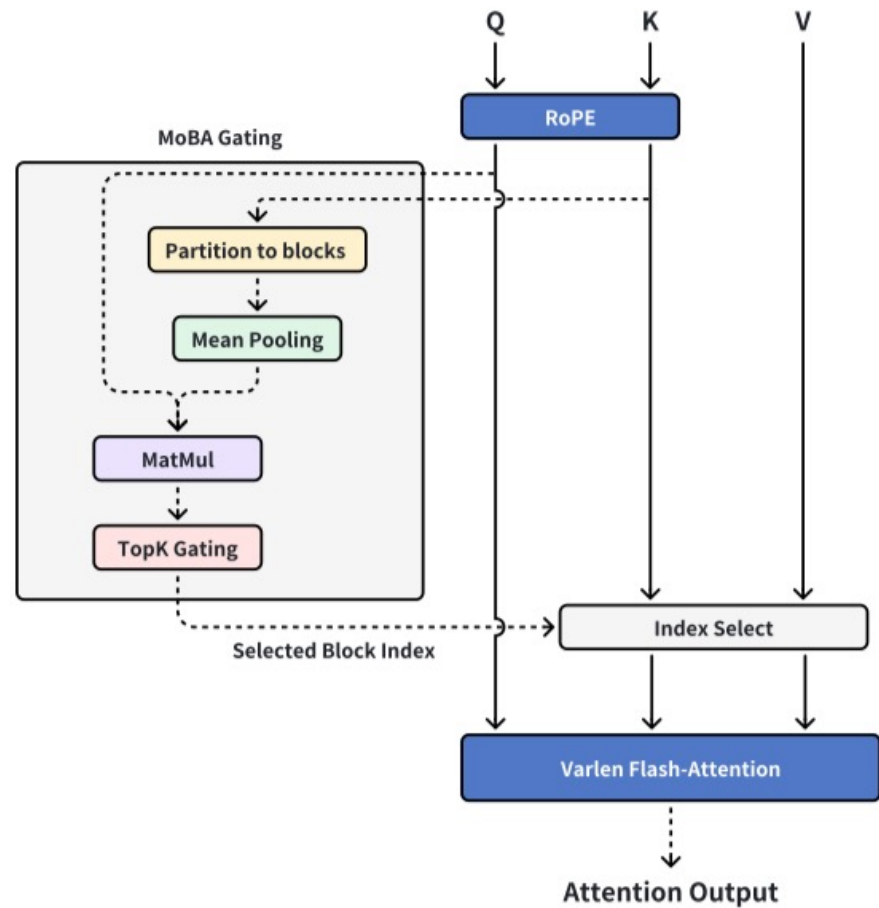 Q K V
RoPE
MoBA Gating
Partition to blocks
Mean Pooling
MatMul
TopK Gating
Index Select
Selected Block Index
Varlen Flash-Attention
Attention Output